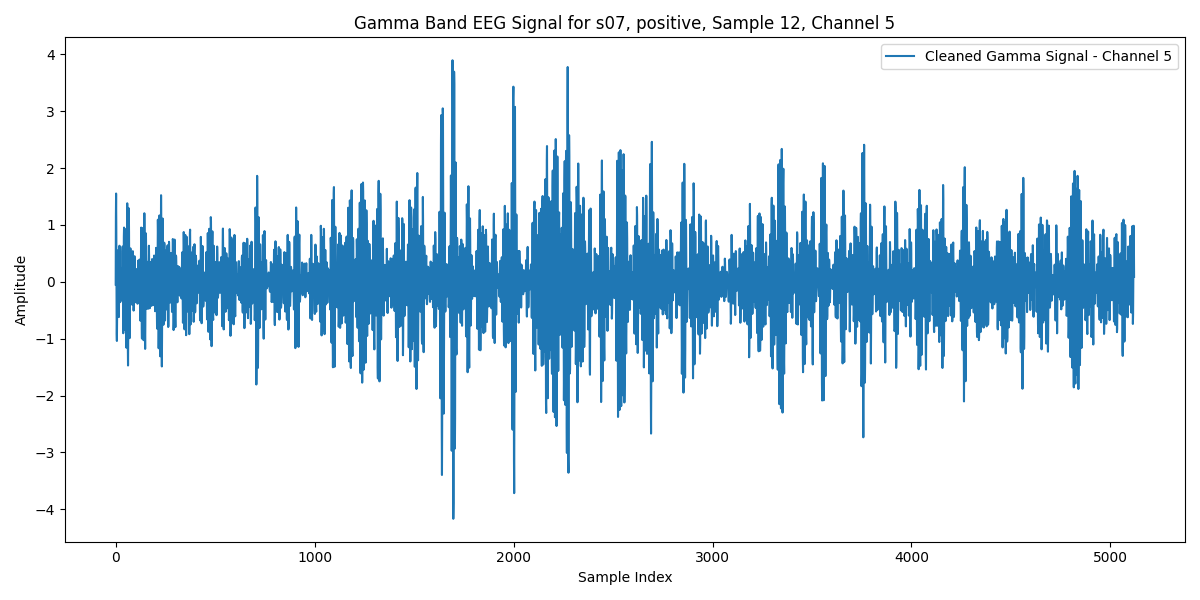 Gamma Band EEG Signal for s07, positive, Sample 12, Channel 5
Cleaned Gamma Signal - Channel 5
4
3
2
1
0
−1
−2
−3
−4
Amplitude
0 1000 2000 3000 4000 5000
Sample Index